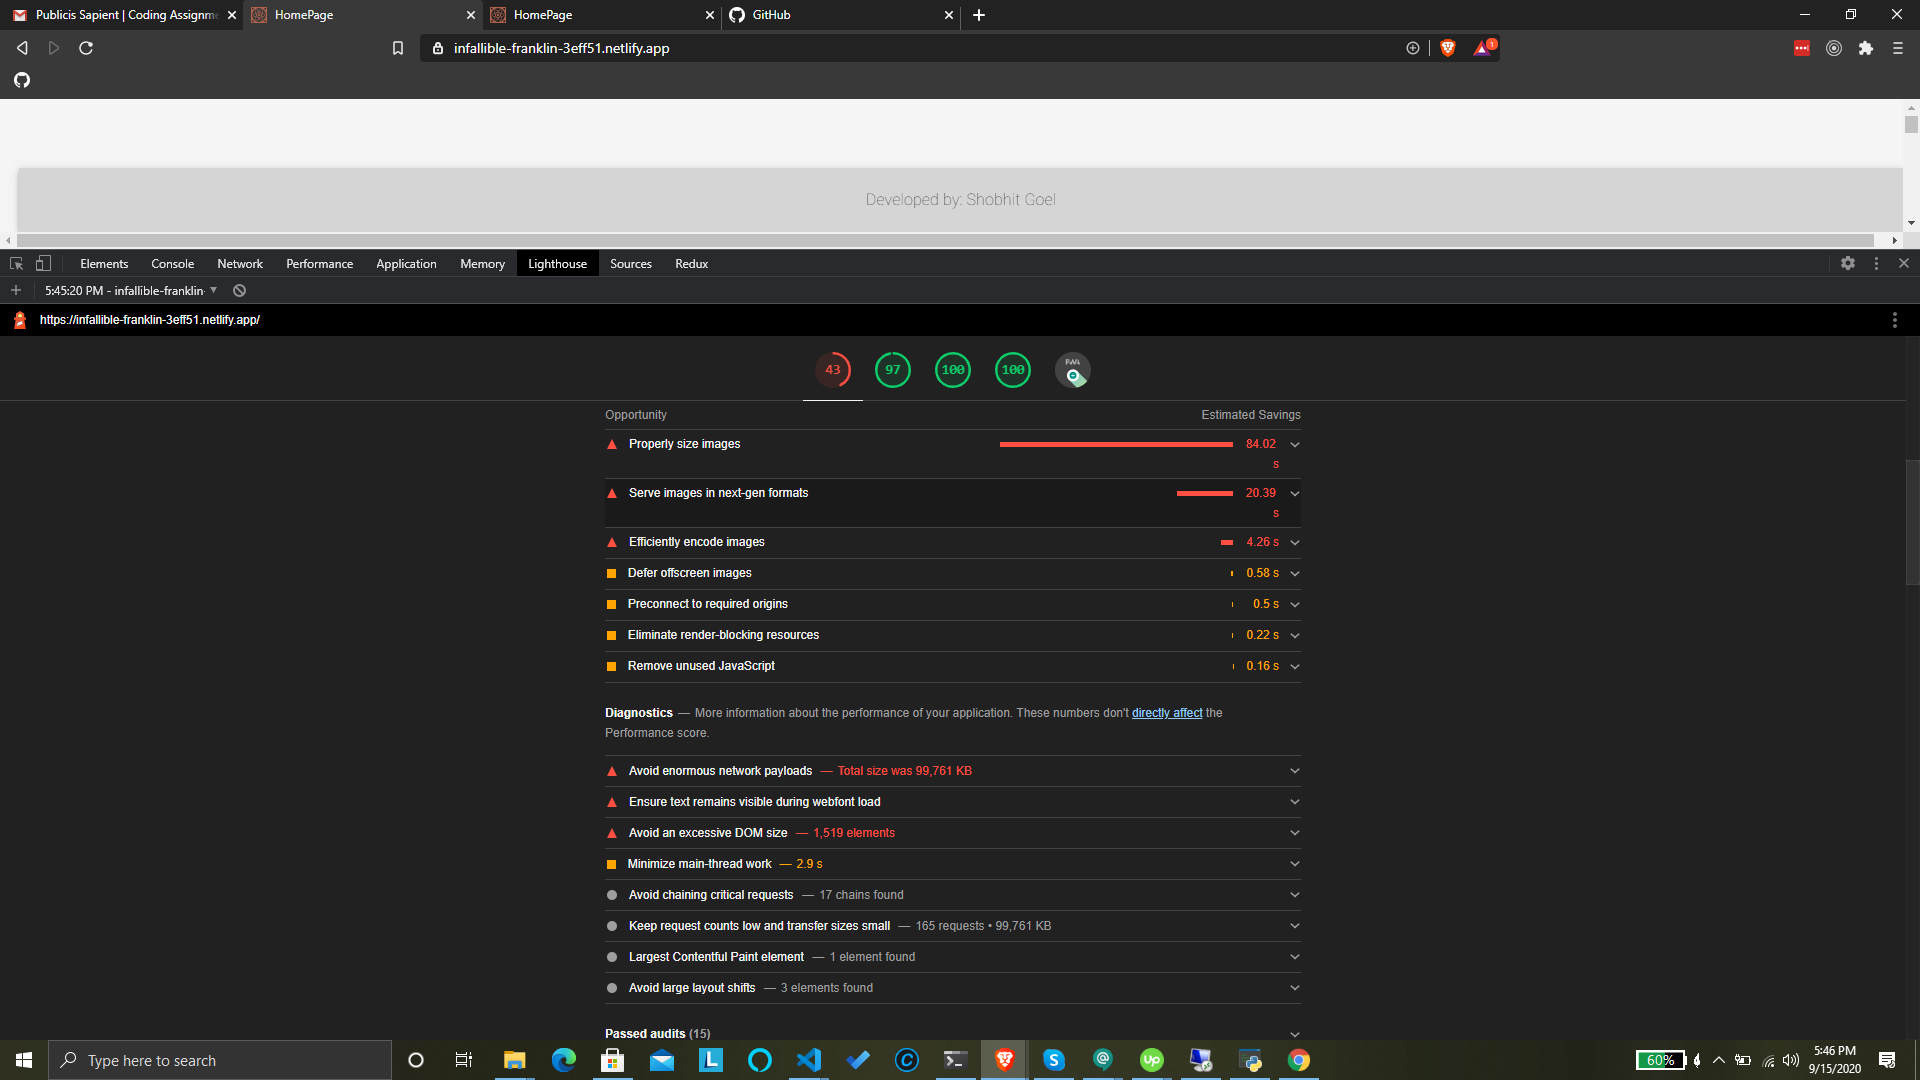 Publicis Sapient | Coding Assignme
HomePage
HomePage
GitHub
infallible-franklin-3eff51.netlify.app
1
Developed by: Shobhit Goel
Elements Console Network Performance Application Memory Lighthouse Sources Redux
5:45:20 PM - infallible-franklin-
https://infallible-franklin-3eff51.netlify.app/
43 97 100 100 PWA
Opportunity Estimated Savings
Properly size images 84.02
s
Serve images in next-gen formats 20.39
s
Efficiently encode images 4.26 s
Defer offscreen images 0.58 s
Preconnect to required origins 0.5 s
Eliminate render-blocking resources 0.22 s
Remove unused JavaScript 0.16 s
Diagnostics — More information about the performance of your application. These numbers don't directly affect the
Performance score.
Avoid enormous network payloads — Total size was 99,761 KB
Ensure text remains visible during webfont load
Avoid an excessive DOM size — 1,519 elements
Minimize main-thread work — 2.9 s
Avoid chaining critical requests — 17 chains found
Keep request counts low and transfer sizes small — 165 requests • 99,761 KB
Largest Contentful Paint element — 1 element found
Avoid large layout shifts — 3 elements found
Passed audits (15)
Type here to search
L
C
S
Up
60%
5:46 PM
9/15/2020